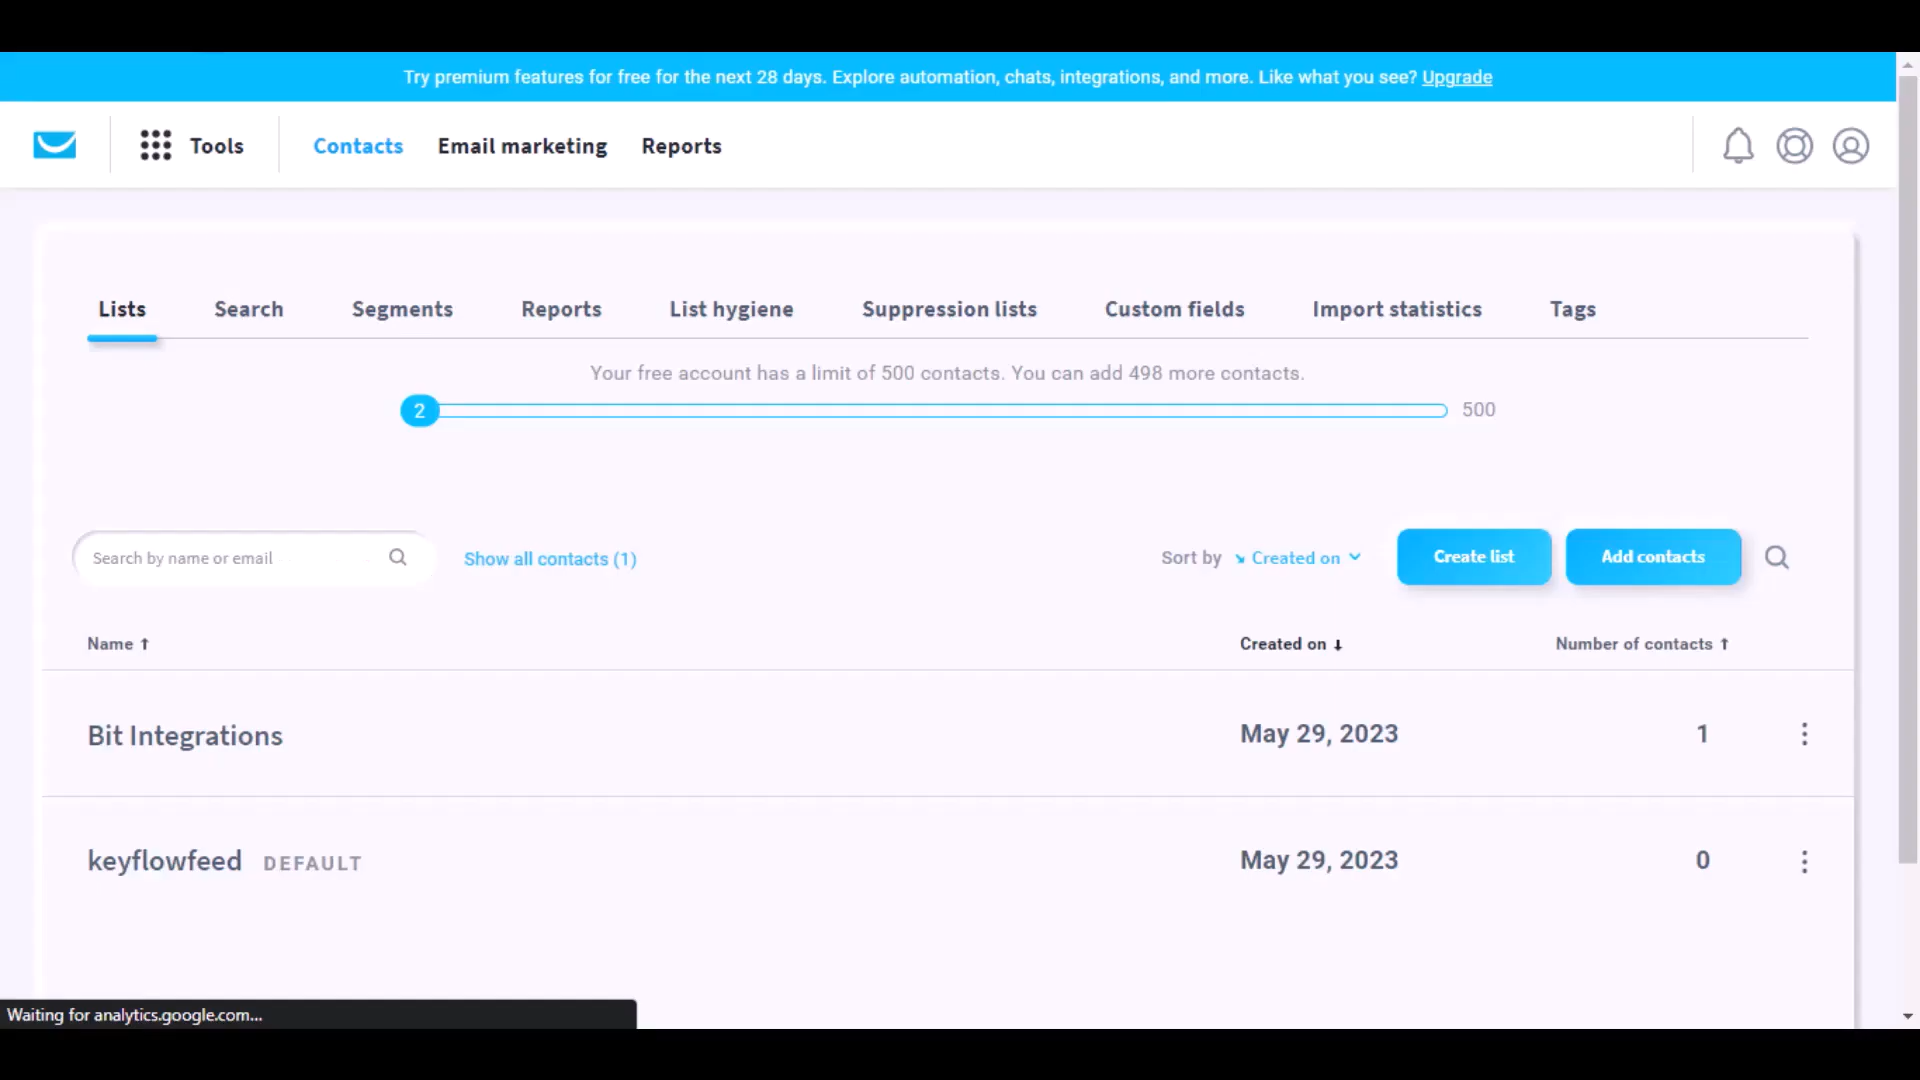 Try premium features for free for the next 28 days. Explore automation, chats, integrations, and more. Like what you see? Upgrade
Tools
Contacts
Email marketing
Reports
Lists
Search
Segments
Reports
List hygiene
Suppression lists
Custom fields
Import statistics
Tags
Your free account has a limit of 500 contacts. You can add 498 more contacts.
2
500
Search by name or email
Show all contacts (1)
Sort by
Created on
Create list
Add contacts
Name ↑
Created on ↓
Number of contacts ↑
Bit Integrations
May 29, 2023
1
keyflowfeed DEFAULT
May 29, 2023
0
Waiting for analytics.google.com...